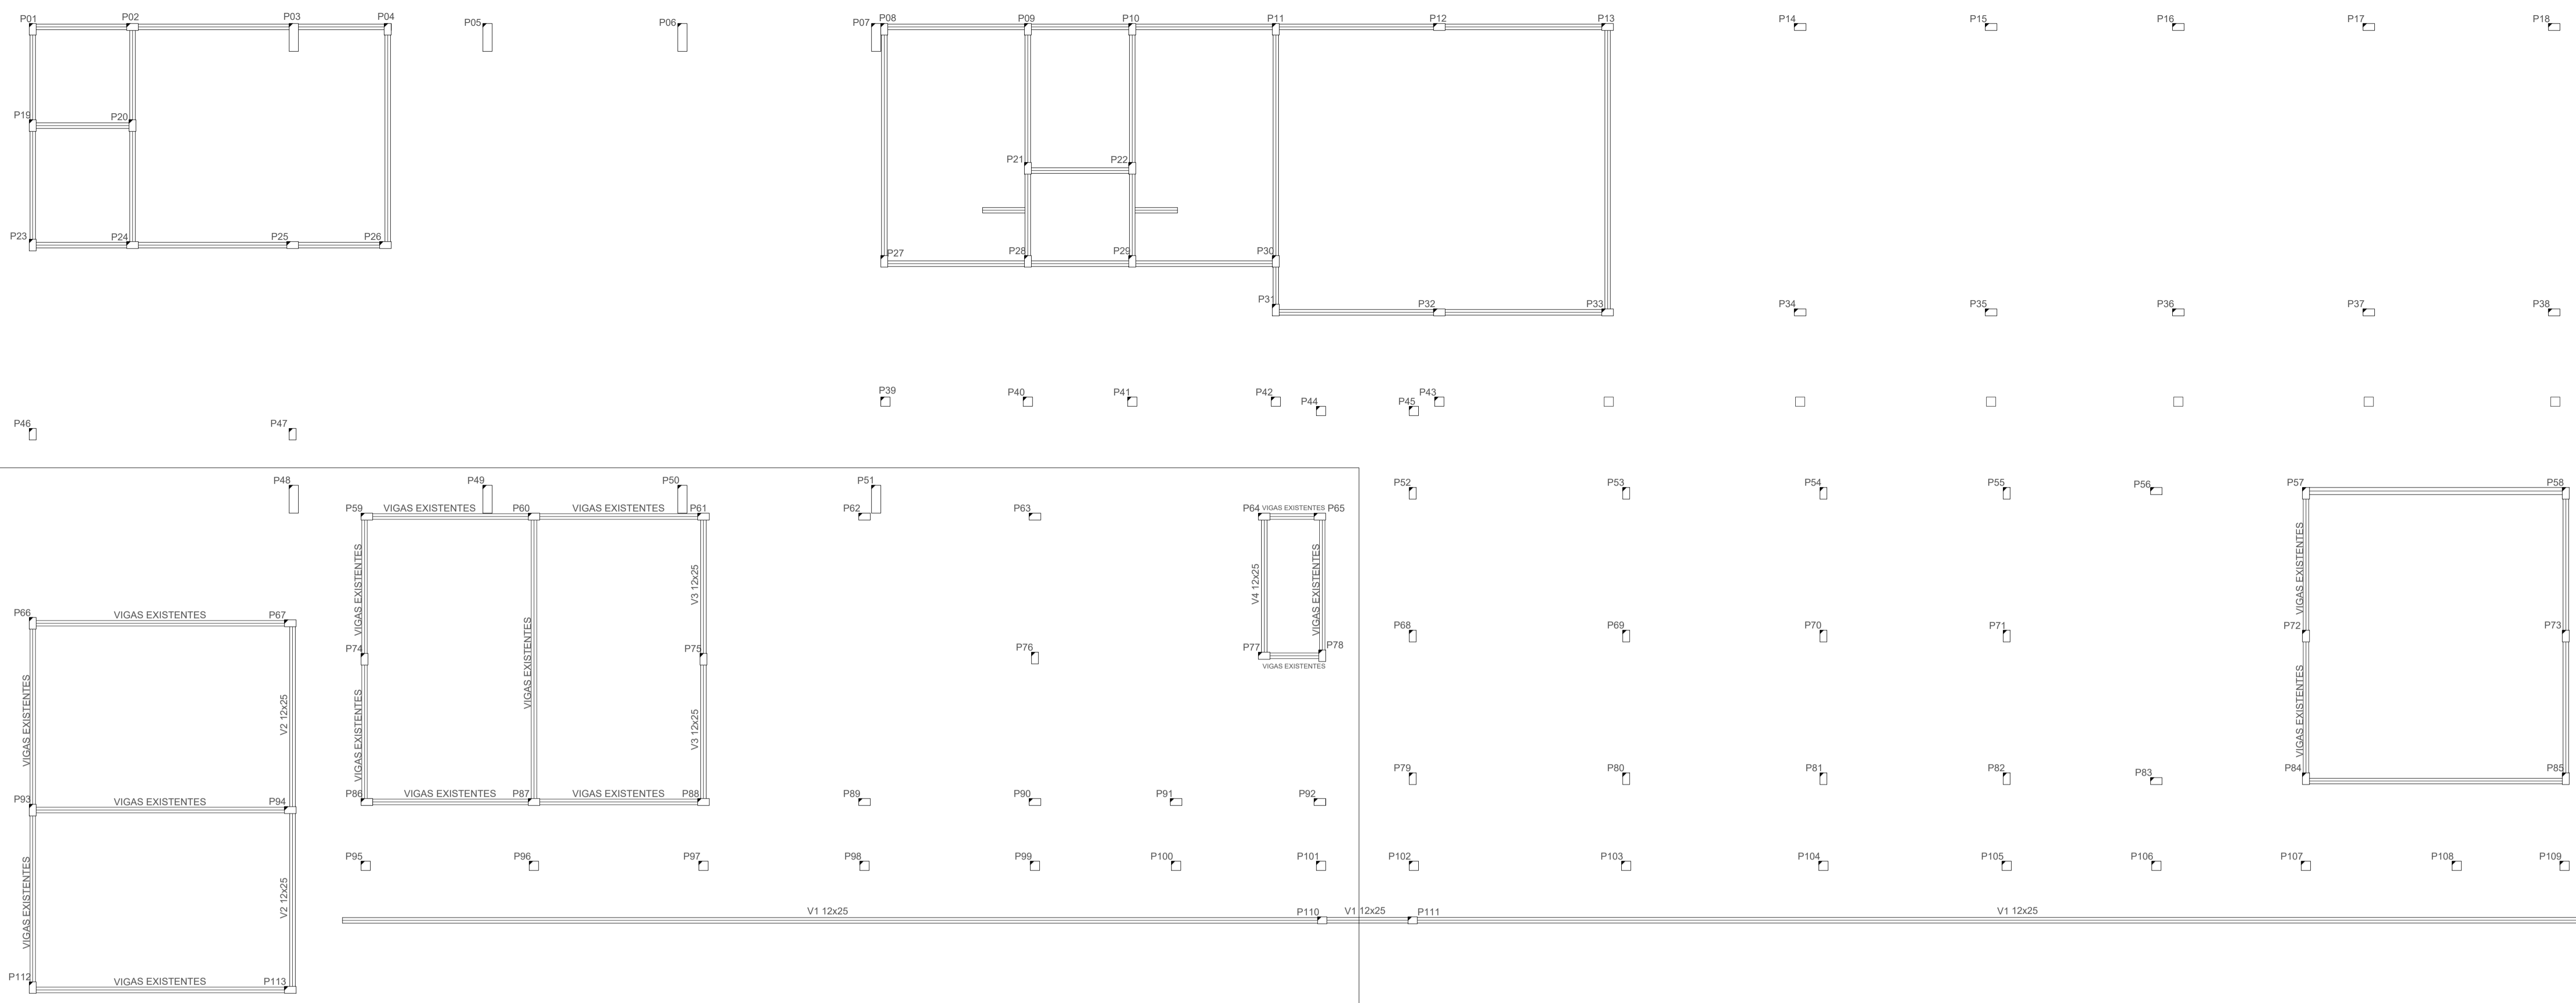 P01 P02 P03 P04 P05 P06 P07 P08 P09 P10 P11 P12 P13 P14 P15 P16 P17 P18
P19 P20
P21 P22
P23 P24 P25 P26
P27 P28 P29 P30
P31 P32 P33 P34 P35 P36 P37 P38
P39 P40 P41 P42 P43
P44 P45
P46 P47
P48 P49 P50 P51 P52 P53 P54 P55 P56 P57 P58
P59 VIGAS EXISTENTES P60 VIGAS EXISTENTES P61 P62 P63 P64 VIGAS EXISTENTES P65
VIGAS EXISTENTES
V3 12x25
V4 12x25
VIGAS EXISTENTES
VIGAS EXISTENTES
P66 VIGAS EXISTENTES P67
P68 P69 P70 P71 P72 P73
VIGAS EXISTENTES
P74 P75 P76 P77 P78
VIGAS EXISTENTES
VIGAS EXISTENTES
V2 12x25
VIGAS EXISTENTES
V3 12x25
VIGAS EXISTENTES
P79 P80 P81 P82 P83 P84 P85
P86 VIGAS EXISTENTES P87 VIGAS EXISTENTES P88 P89 P90 P91 P92
P93 VIGAS EXISTENTES P94
P95 P96 P97 P98 P99 P100 P101 P102 P103 P104 P105 P106 P107 P108 P109
VIGAS EXISTENTES
V2 12x25
V1 12x25 P110 V1 12x25 P111 V1 12x25
P112 VIGAS EXISTENTES P113